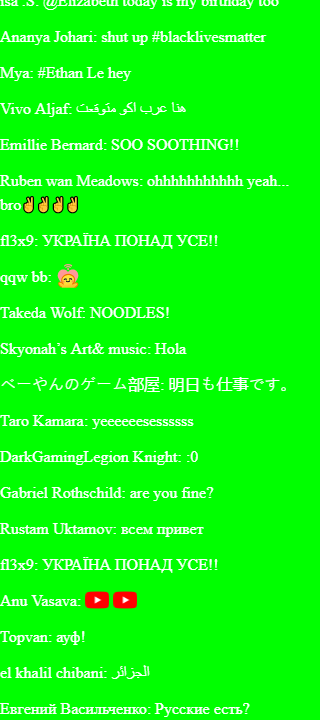 isa .S. @Elizabeth today is my birthday too
Ananya Johari: shut up #blacklivesmatter
Mya: #Ethan Le hey
Vivo Aljaf: هنا عرب اكو متوقعت
Emillie Bernard: SOO SOOTHING!!
Ruben wan Meadows: ohhhhhhhhhhh yeah...
bro✌✌✌✌
fl3x9: УКРАЇНА ПОНАД УСЕ!!
qqw bb:
Takeda Wolf: NOODLES!
Skyonah's Art& music: Hola
べーやんのゲーム部屋: 明日も仕事です。
Taro Kamara: yeeeeeesessssss
DarkGamingLegion Knight: :0
Gabriel Rothschild: are you fine?
Rustam Uktamov: всем привет
fl3x9: УКРАЇНА ПОНАД УСЕ!!
Anu Vasava:
Topvan: ауф!
el khalil chibani: الجزائر
Евгений Васильченко: Русские есть?